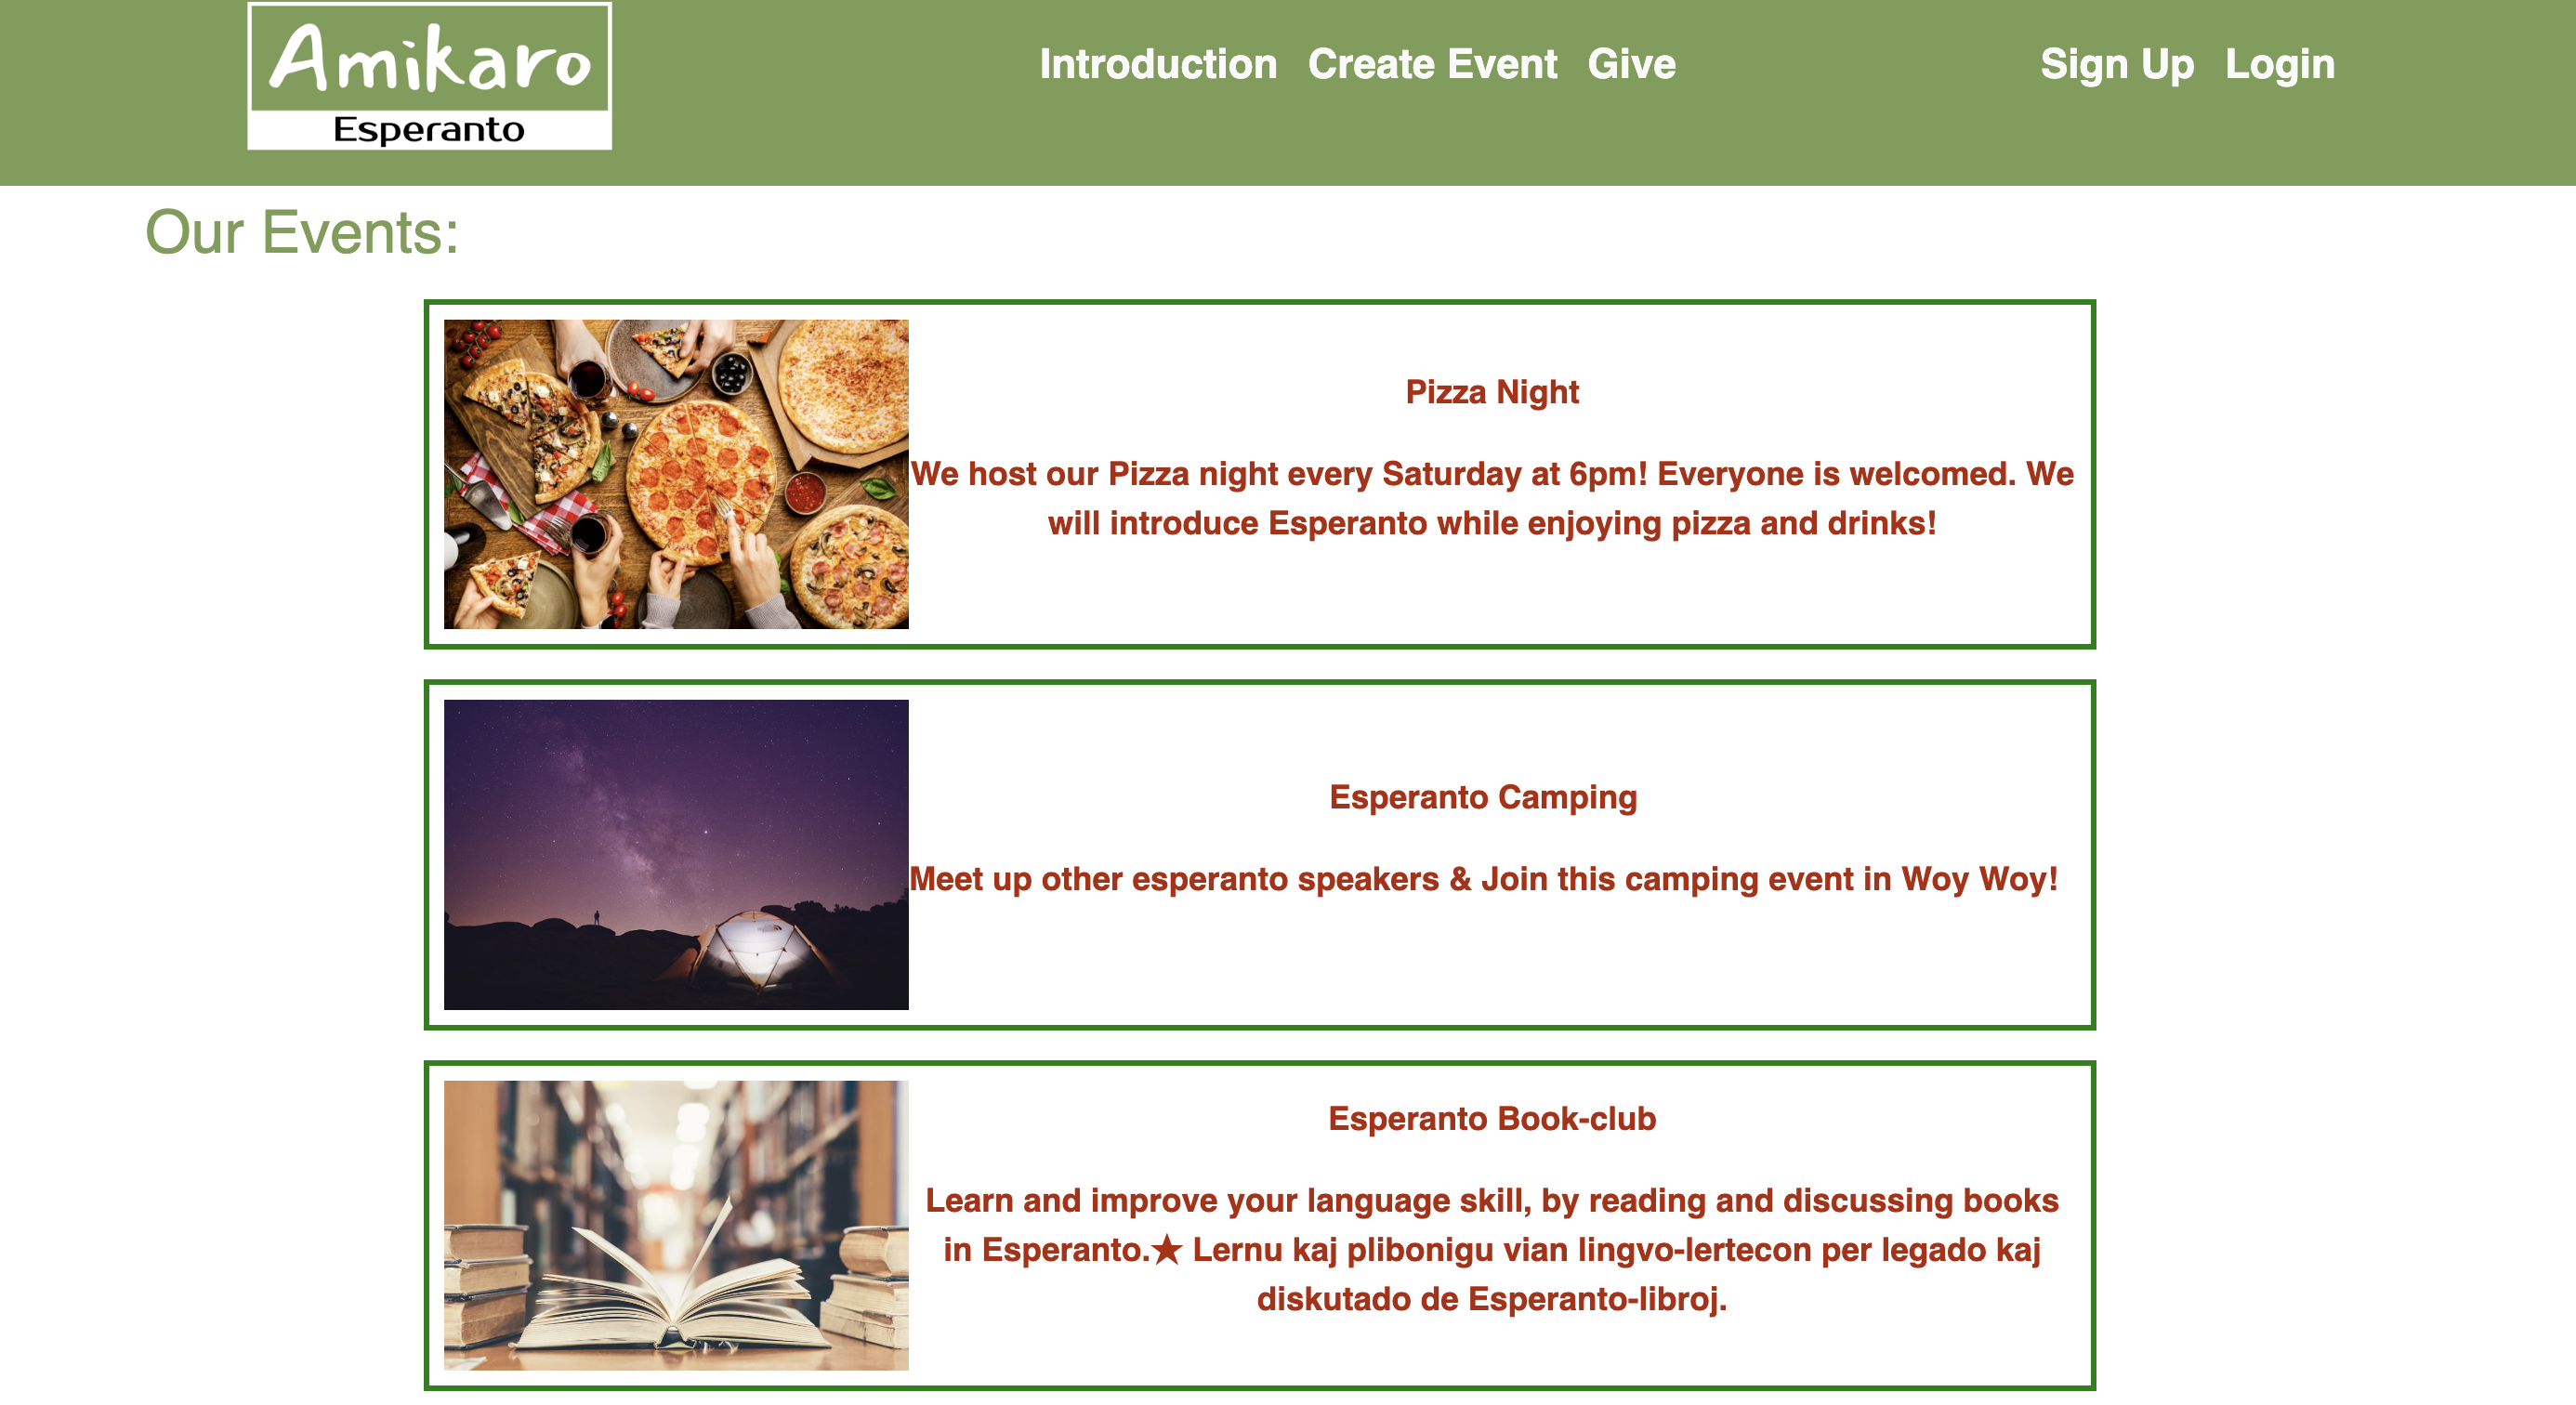 Amikaro
Esperanto
Introduction Create Event Give
Sign Up Login
Our Events:
Pizza Night
We host our Pizza night every Saturday at 6pm! Everyone is welcomed. We
will introduce Esperanto while enjoying pizza and drinks!
Esperanto Camping
Meet up other esperanto speakers & Join this camping event in Woy Woy!
Esperanto Book-club
Learn and improve your language skill, by reading and discussing books
in Esperanto.★ Lernu kaj plibonigu vian lingvo-lertecon per legado kaj
diskutado de Esperanto-libroj.